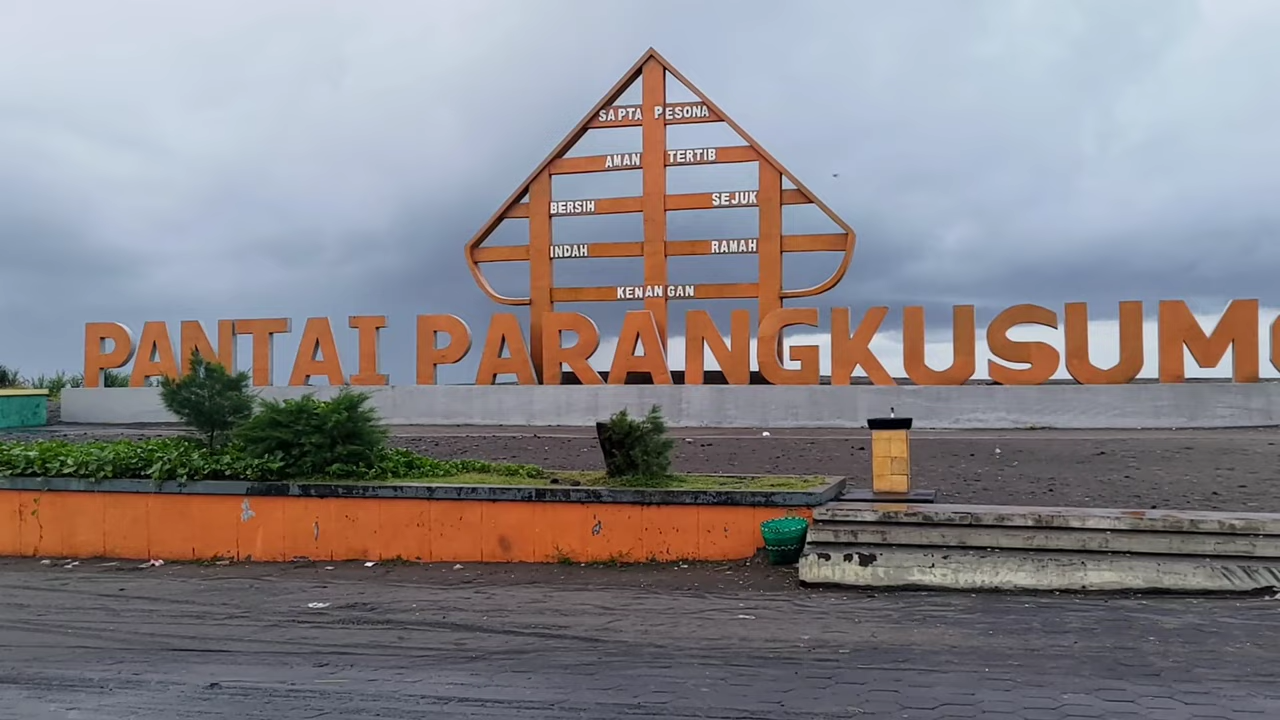 SAPTA PESONA
AMAN TERTIB
BERSIH SEJUK
INDAH RAMAH
KENANGAN
PANTAI PARANGKUSUMO